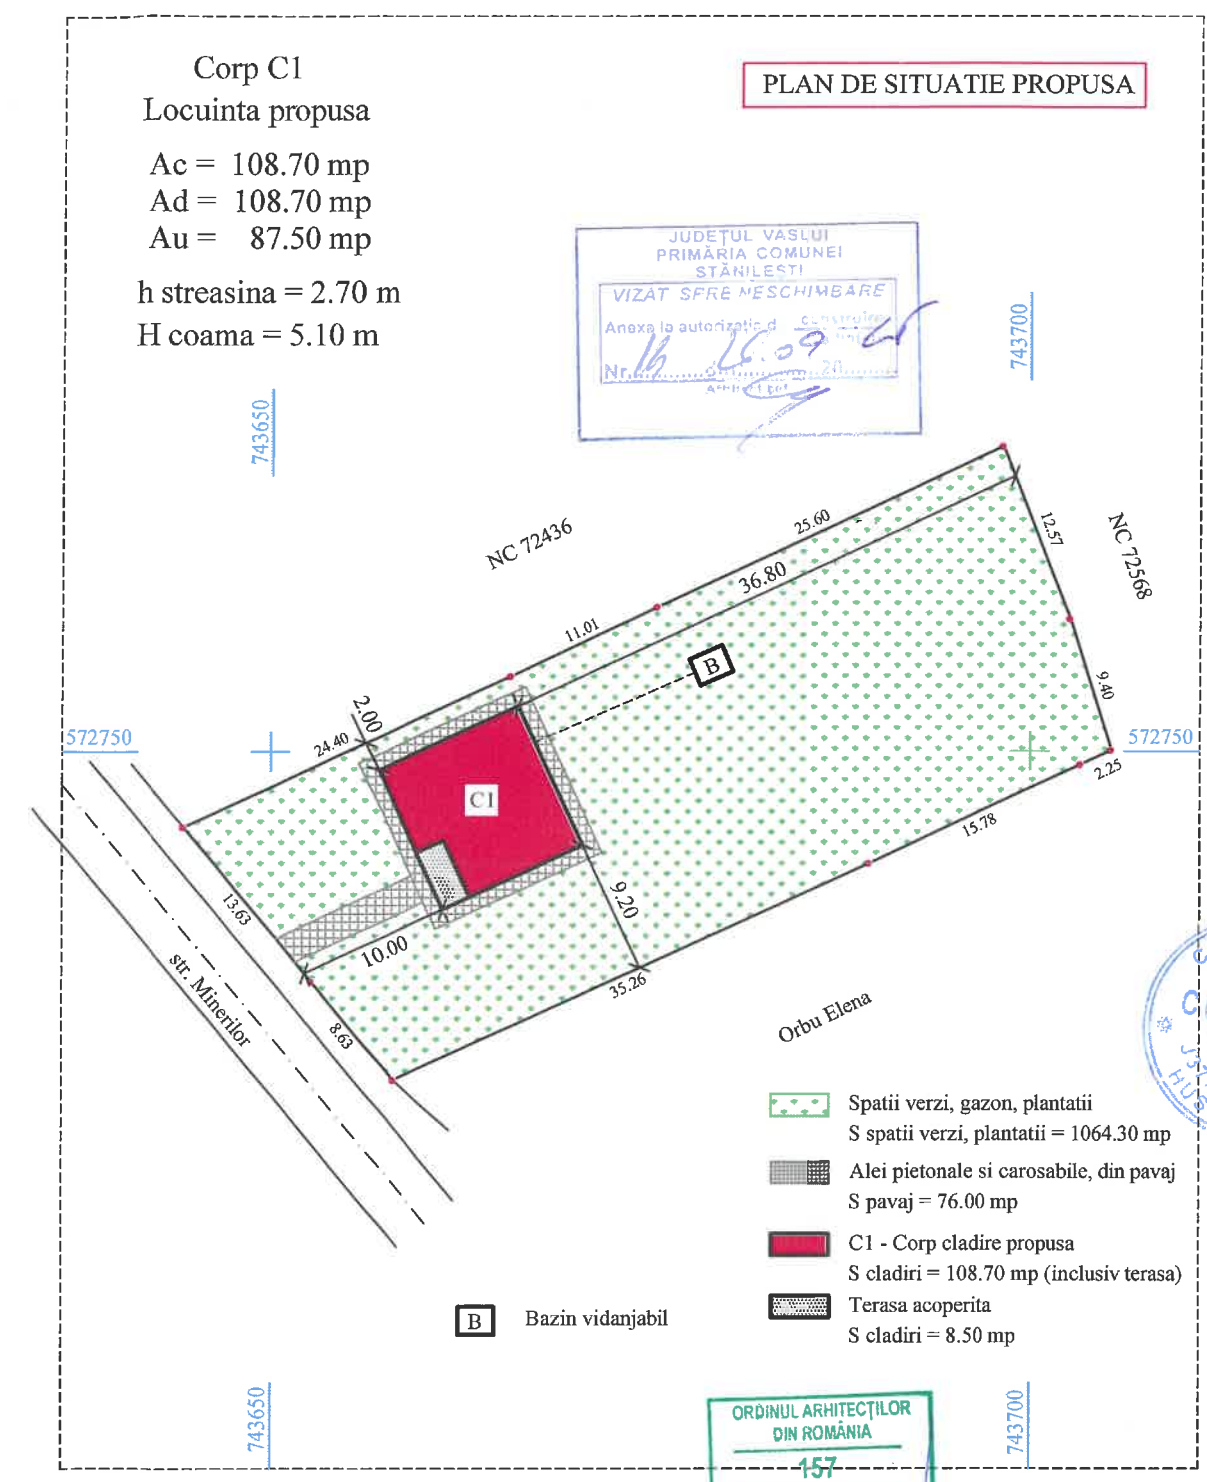 Corp C1
Locuinta propusa
Ac = 108.70 mp
Ad = 108.70 mp
Au = 87.50 mp
h streasina = 2.70 m
H coama = 5.10 m
PLAN DE SITUATIE PROPUSA
JUDEȚUL VASLUI
PRIMĂRIA COMUNEI
STĂNILEȘTI
VIZAT SPRE NESCHIMBARE
Anexa la autorizația d construire
Nr. 16 26.09 20
743650
743700
NC 72436
NC 72568
25.60
36.80
12.57
11.01
B
9.40
2.00
24.40
572750
572750
2.25
C1
15.78
13.63
9.20
10.00
str. Minerilor
35.26
8.63
Orbu Elena
Spatii verzi, gazon, plantatii
S spatii verzi, plantatii = 1064.30 mp
Alei pietonale si carosabile, din pavaj
S pavaj = 76.00 mp
C1 - Corp cladire propusa
S cladiri = 108.70 mp (inclusiv terasa)
Terasa acoperita
S cladiri = 8.50 mp
B Bazin vidanjabil
743650
743700
ORDINUL ARHITECȚILOR
DIN ROMÂNIA
157